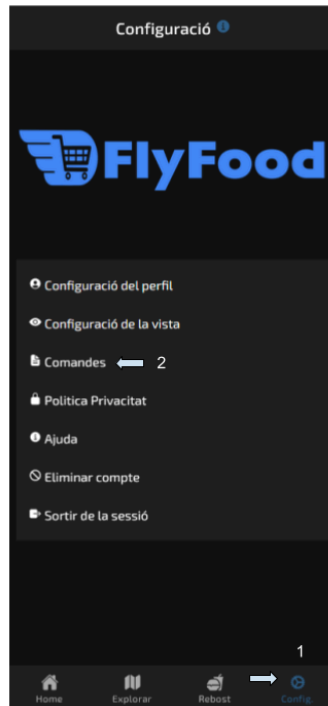 Configuració
FlyFood
Configuració del perfil
Configuració de la vista
Comandes 2
Politica Privacitat
Ajuda
Eliminar compte
Sortir de la sessió
1
Home Explorar Rebost Config.